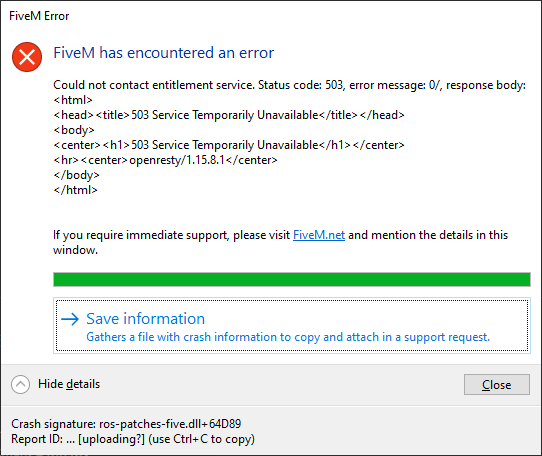 FiveM Error
FiveM has encountered an error
Could not contact entitlement service. Status code: 503, error message: 0/, response body:
<html>
<head><title>503 Service Temporarily Unavailable</title></head>
<body>
<center><h1>503 Service Temporarily Unavailable</h1></center>
<hr><center>openresty/1.15.8.1</center>
</body>
</html>
If you require immediate support, please visit FiveM.net and mention the details in this
window.
Save information
Gathers a file with crash information to copy and attach in a support request.
Hide details
Close
Crash signature: ros-patches-five.dll+64D89
Report ID: ... [uploading?] (use Ctrl+C to copy)